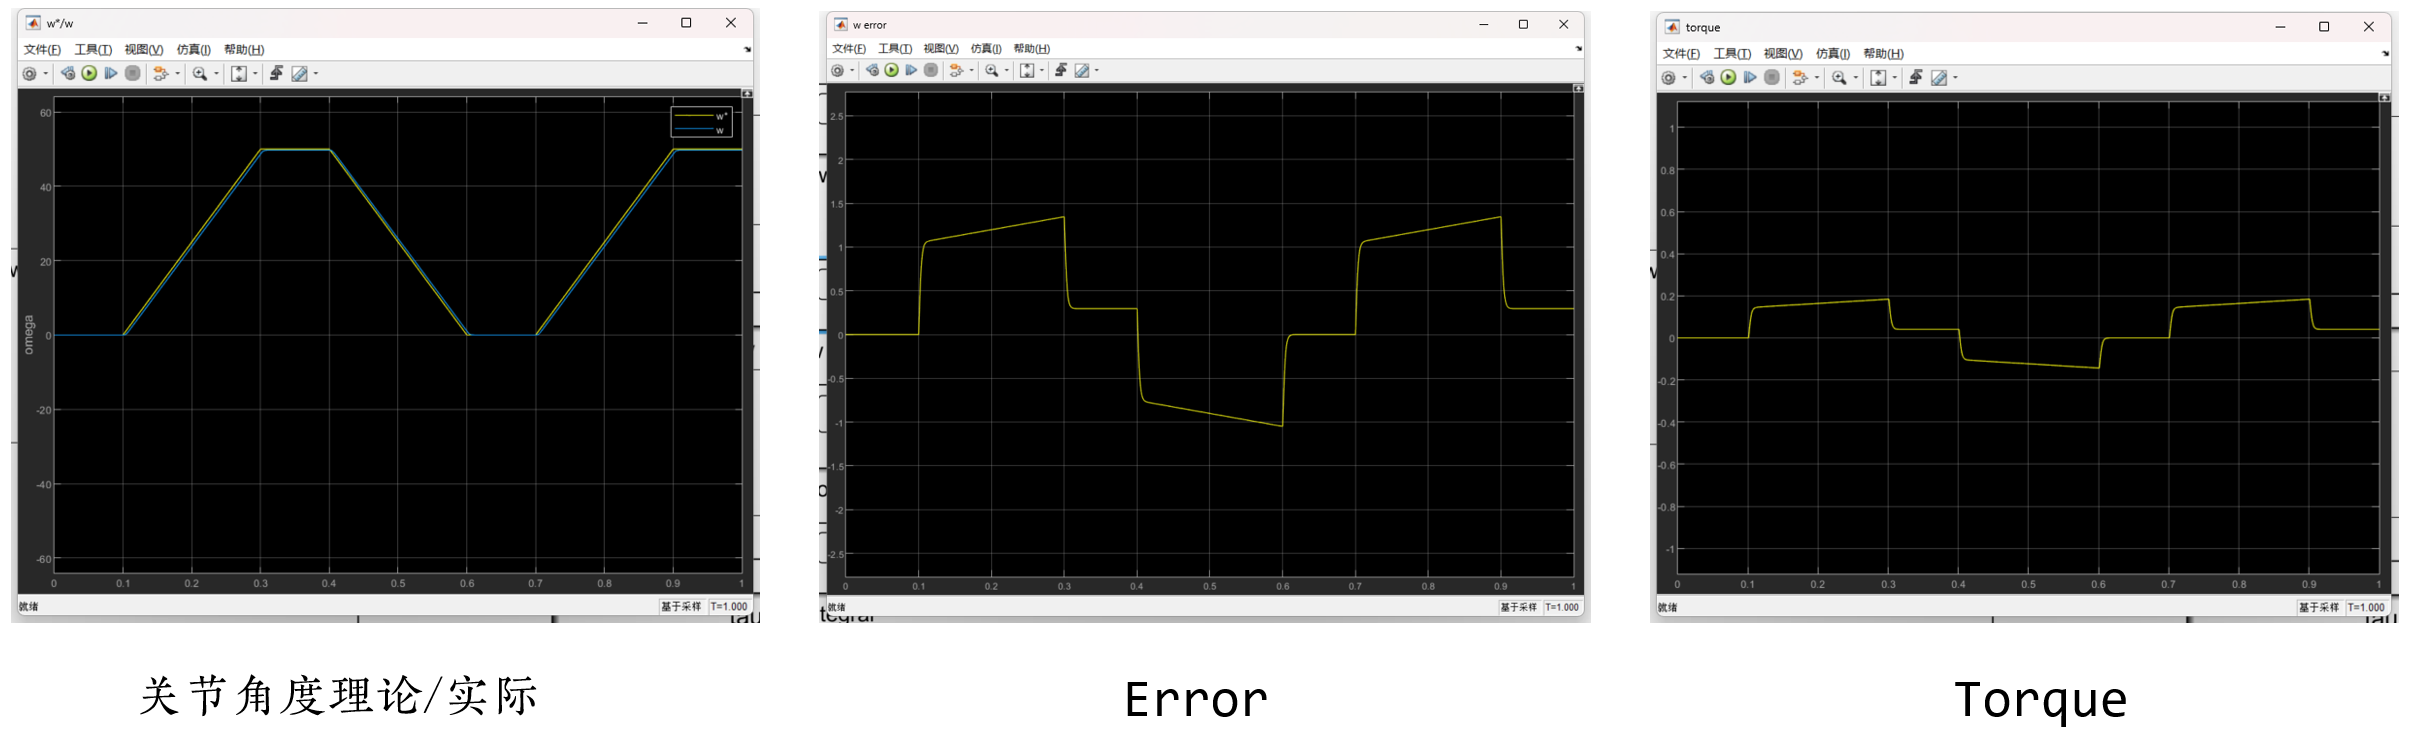 w*/w
文件(F) 工具(T) 视图(V) 仿真(I) 帮助(H)
60
40
20
0
-20
-40
-60
omega
w*
w
0 0.1 0.2 0.3 0.4 0.5 0.6 0.7 0.8 0.9 1
就绪
基于采样 T=1.000
关节角度理论/实际
w error
文件(F) 工具(T) 视图(V) 仿真(I) 帮助(H)
2.5
2
1.5
1
0.5
0
-0.5
-1
-1.5
-2
-2.5
0 0.1 0.2 0.3 0.4 0.5 0.6 0.7 0.8 0.9 1
就绪
基于采样 T=1.000
Error
torque
文件(F) 工具(T) 视图(V) 仿真(I) 帮助(H)
1
0.8
0.6
0.4
0.2
0
-0.2
-0.4
-0.6
-0.8
-1
0 0.1 0.2 0.3 0.4 0.5 0.6 0.7 0.8 0.9 1
就绪
基于采样 T=1.000
Torque